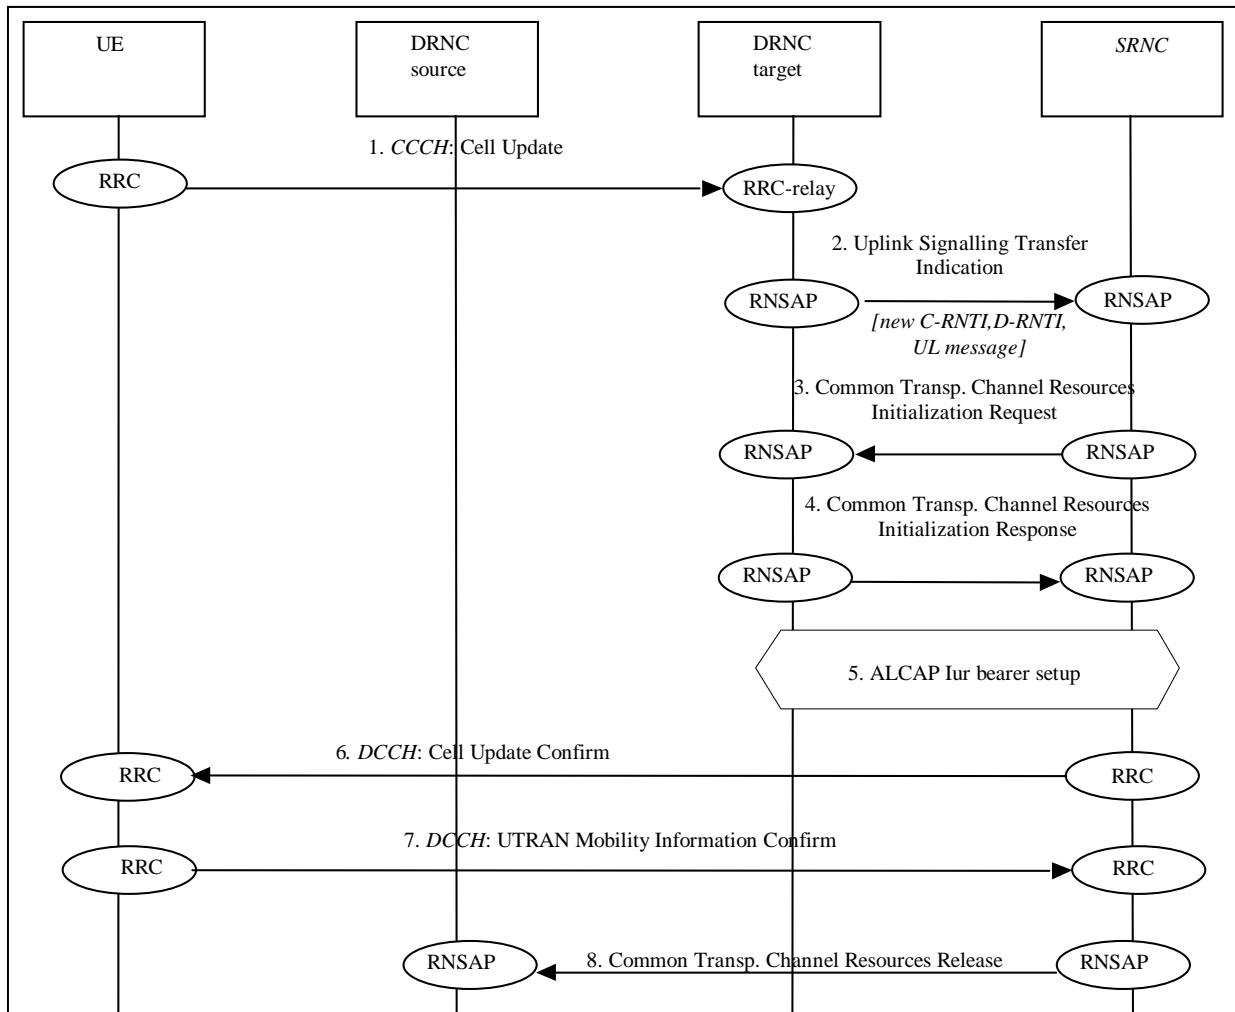 UE
DRNC
source
DRNC
target
SRNC
1. CCCH: Cell Update
RRC
RRC-relay
2. Uplink Signalling Transfer
Indication
RNSAP
RNSAP
[new C-RNTI,D-RNTI,
UL message]
3. Common Transp. Channel Resources
Initialization Request
RNSAP
RNSAP
4. Common Transp. Channel Resources
Initialization Response
RNSAP
RNSAP
5. ALCAP Iur bearer setup
6. DCCH: Cell Update Confirm
RRC
RRC
7. DCCH: UTRAN Mobility Information Confirm
RRC
RRC
RNSAP
8. Common Transp. Channel Resources Release
RNSAP